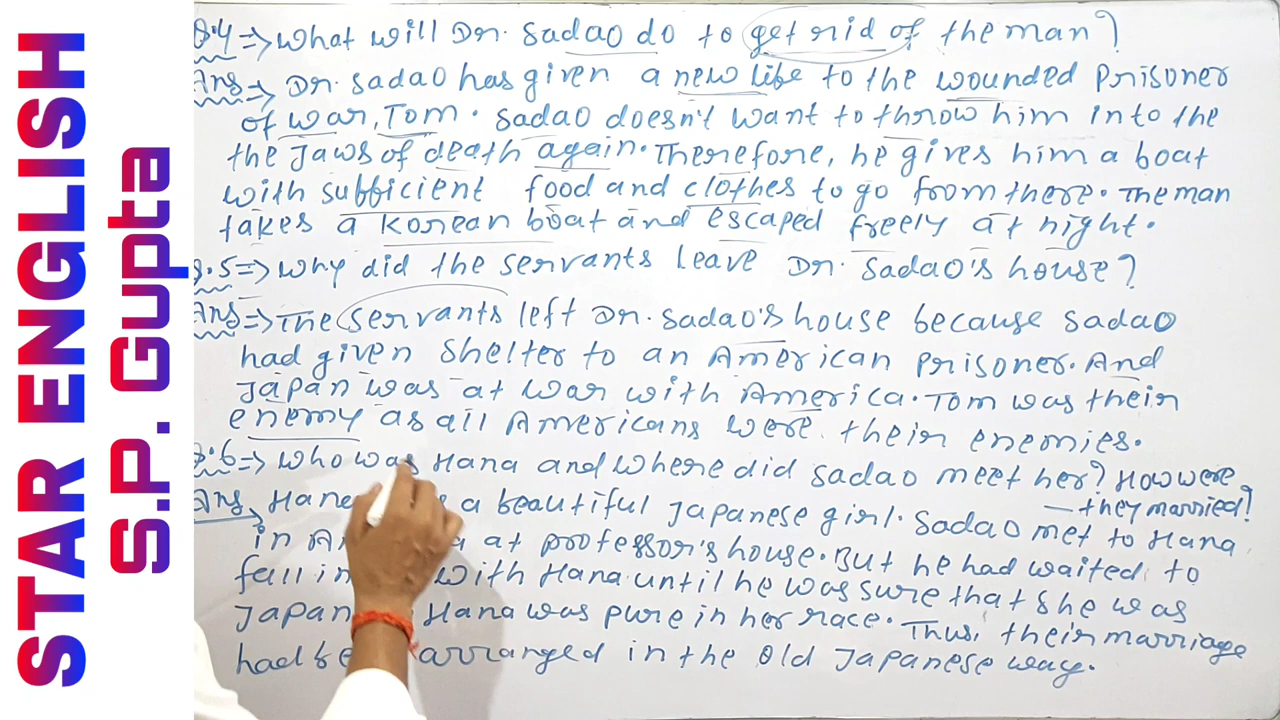 STAR ENGLISH
S.P. Gupta
Q.4 => What will Dr. Sadao do to get rid of the man?
Ans => Dr. Sadao has given a new life to the wounded prisoner
of war, Tom. Sadao doesn't want to throw him into the
the Jaws of death again. Therefore, he gives him a boat
with sufficient food and clothes to go from there. The man
takes a Korean boat and escaped freely at night.
Q.5 => Why did the servants leave Dr. Sadao's house?
Ans => The servants left Dr. Sadao's house because Sadao
had given shelter to an American prisoner. And
Japan was at war with America. Tom was their
enemy as all Americans were their enemies.
Q.6 => Who was Hana and where did Sadao meet her? How were
they married?
Ans a beautiful Japanese girl. Sadao met to Hana
in at professor's house. But he had waited to
fall in with Hana until he was sure that she was
Japan Hana was pure in her race. Thus, their marriage
had arranged in the old Japanese way.